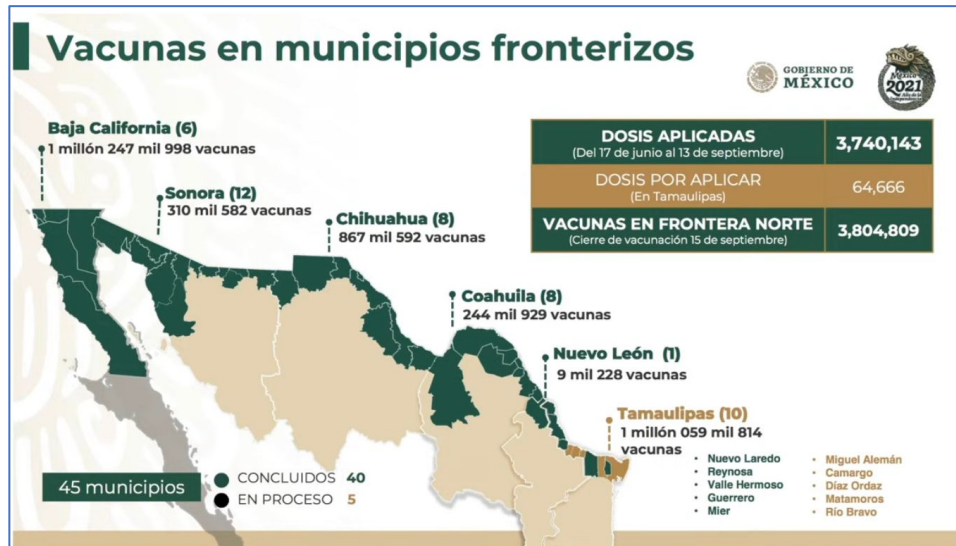 Vacunas en municipios fronterizos
GOBIERNO DE
MÉXICO
México
2021
Año de la
Independencia
Baja California (6)
1 millón 247 mil 998 vacunas
Sonora (12)
310 mil 582 vacunas
Chihuahua (8)
867 mil 592 vacunas
Coahuila (8)
244 mil 929 vacunas
Nuevo León (1)
9 mil 228 vacunas
Tamaulipas (10)
1 millón 059 mil 814
vacunas
DOSIS APLICADAS
(Del 17 de junio al 13 de septiembre)
3,740,143
DOSIS POR APLICAR
(En Tamaulipas)
64,666
VACUNAS EN FRONTERA NORTE
(Cierre de vacunación 15 de septiembre)
3,804,809
• Nuevo Laredo
• Reynosa
• Valle Hermoso
• Guerrero
• Mier
• Miguel Alemán
• Camargo
• Díaz Ordaz
• Matamoros
• Río Bravo
45 municipios
CONCLUIDOS 40
EN PROCESO 5